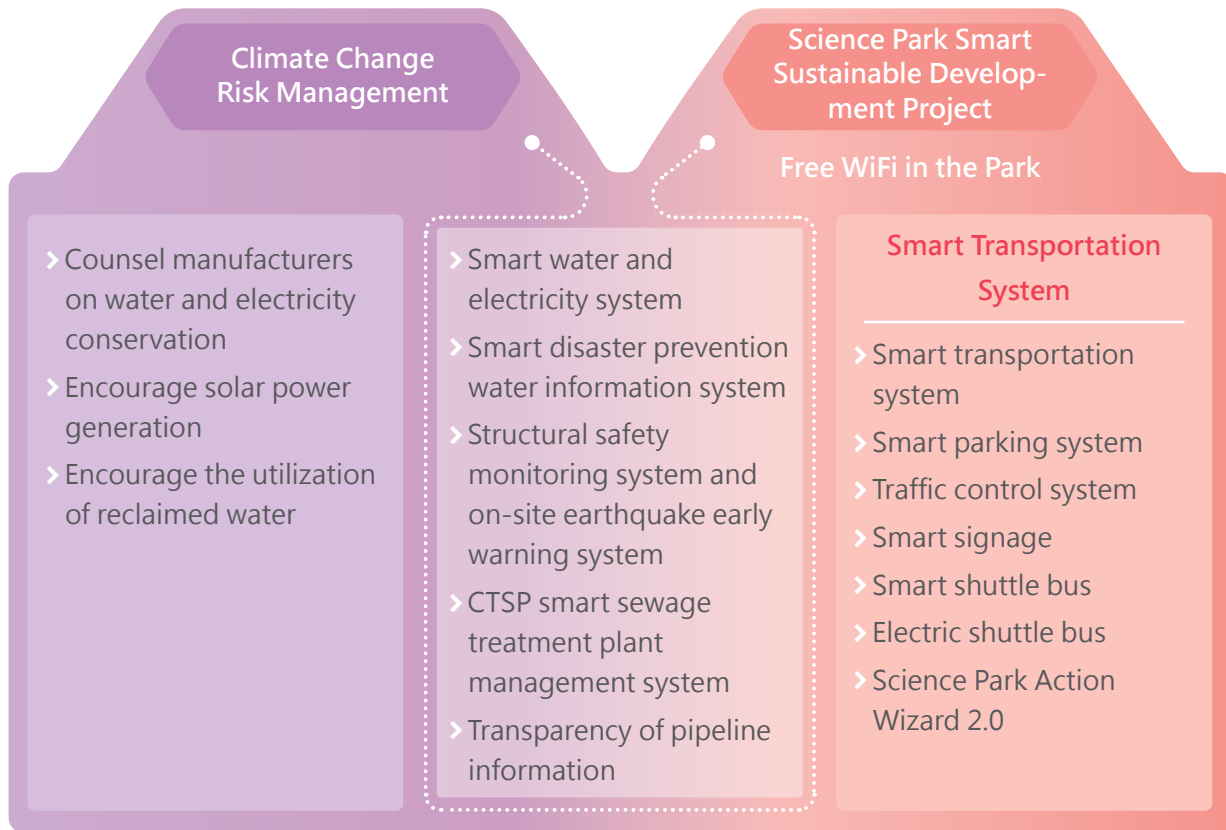 Climate Change
Risk Management
Science Park Smart
Sustainable Develop-
ment Project
Free WiFi in the Park
Counsel manufacturers
on water and electricity
conservation
Encourage solar power
generation
Encourage the utilization
of reclaimed water
Smart water and
electricity system
Smart disaster prevention
water information system
Structural safety
monitoring system and
on-site earthquake early
warning system
CTSP smart sewage
treatment plant
management system
Transparency of pipeline
information
Smart Transportation
System
Smart transportation
system
Smart parking system
Traffic control system
Smart signage
Smart shuttle bus
Electric shuttle bus
Science Park Action
Wizard 2.0